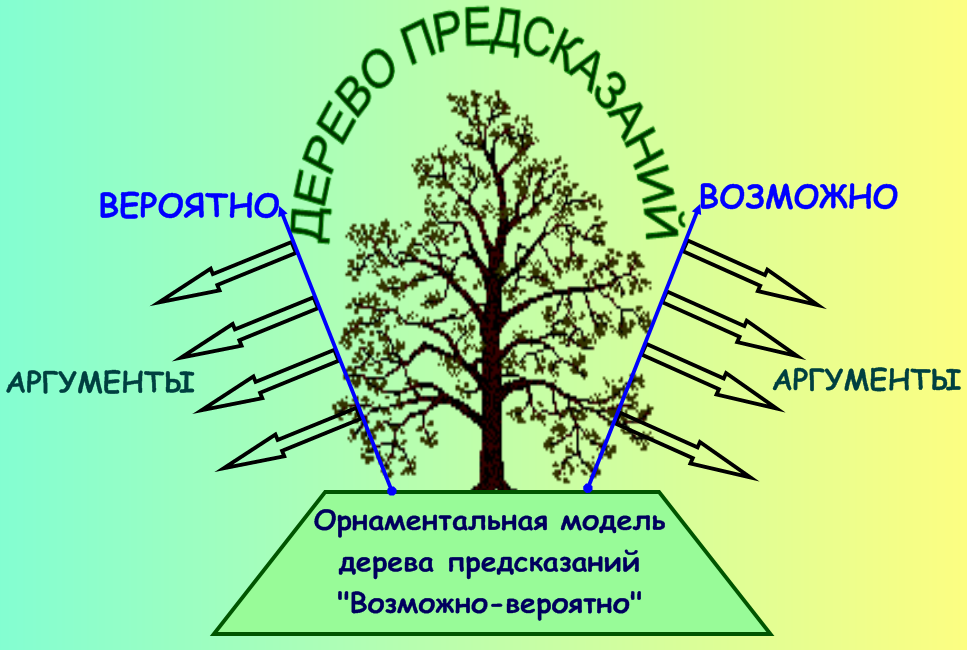 ДЕРЕВО ПРЕДСКАЗАНИЙ
ВЕРОЯТНО
ВОЗМОЖНО
АРГУМЕНТЫ
АРГУМЕНТЫ
Орнаментальная модель
дерева предсказаний
"Возможно-вероятно"